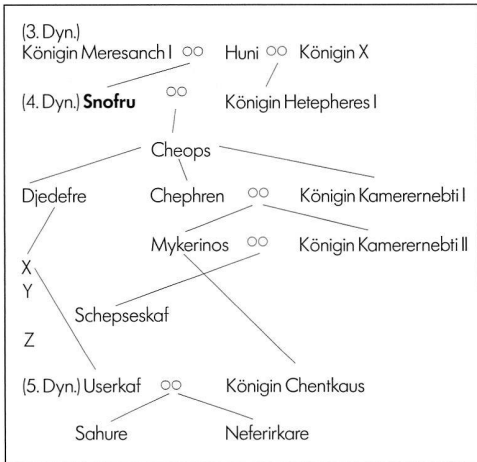 (3. Dyn.)
Königin Meresanch I ○○ Huni ○○ Königin X
(4. Dyn.) Snofru ○○ Königin Hetepheres I
Cheops
Djedefre Chephren ○○ Königin Kamerernebti I
Mykerinos ○○ Königin Kamerernebti II
X
Y
Schepseskaf
Z
(5. Dyn.) Userkaf ○○ Königin Chentkaus
Sahure Neferirkare